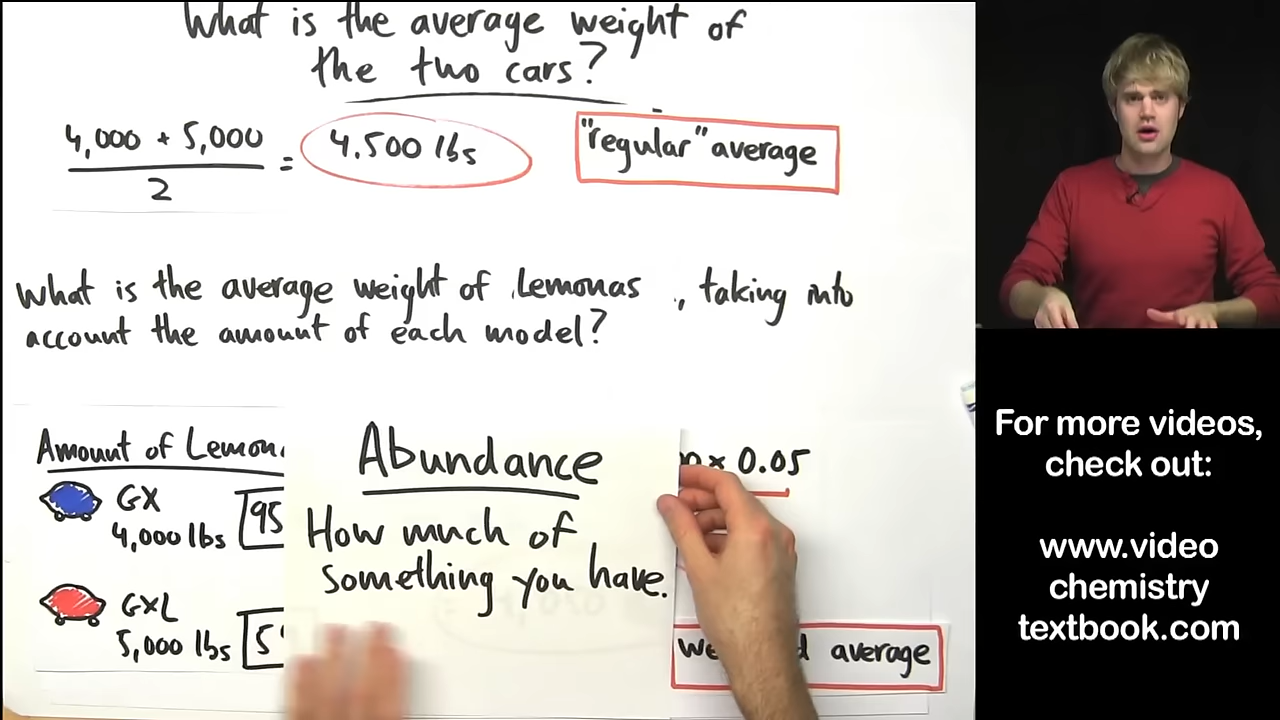 What is the average weight of
the two cars?
4,000 + 5,000
2
=
4,500 lbs
"regular" average
What is the average weight of Lemonas , taking into
account the amount of each model?
Amount of
GX
4,000 lbs
95
GXL
5,000 lbs
5
Abundance
How much of
something you have.
× 0.05
average
For more videos,
check out:
www.video
chemistry
textbook.com